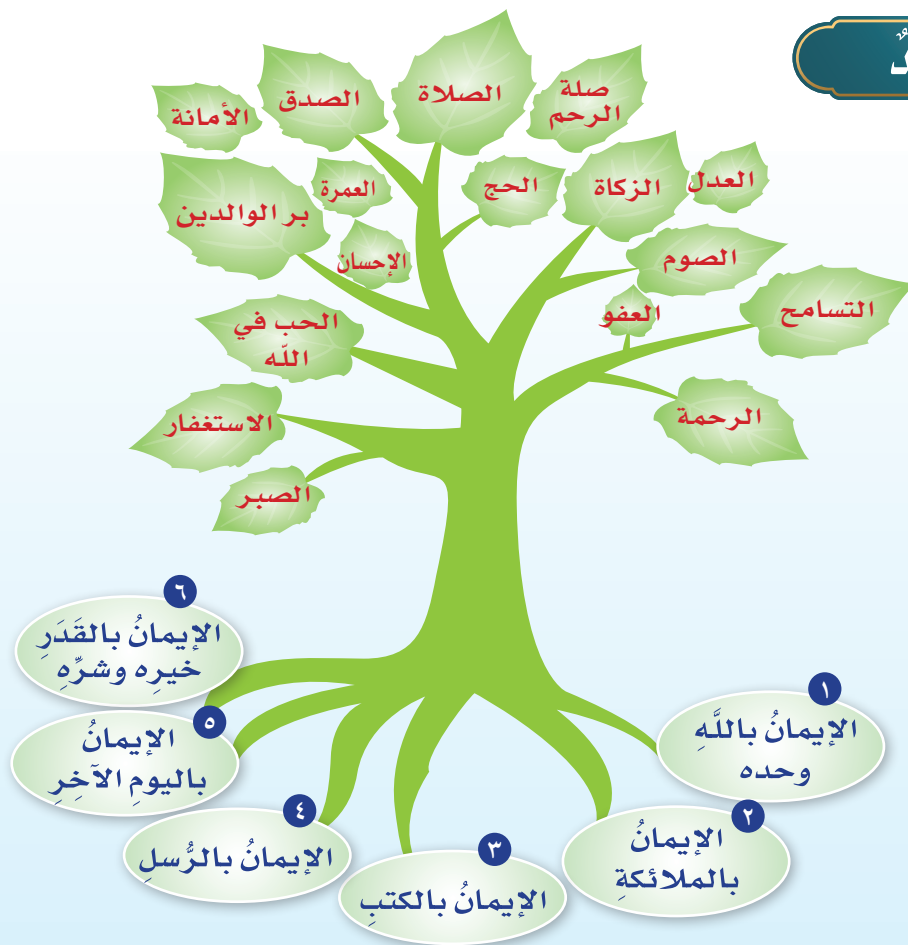 صلة
الرحم
الصلاة
الصدق
الأمانة
العدل
الزكاة
الحج
العمرة
بر الوالدين
الصوم
الإحسان
التسامح
العفو
الحب في
اللّه
الرحمة
الاستغفار
الصبر
١
الإيمانُ باللَّهِ
وحده
٢
الإيمانُ
بالملائكةِ
٣
الإيمانُ بالكتبِ
٤
الإيمانُ بالرُّسلِ
٥
الإيمانُ
باليومِ الآخِرِ
٦
الإيمانُ بالقَدَرِ
خيرِه وشرِّهِ